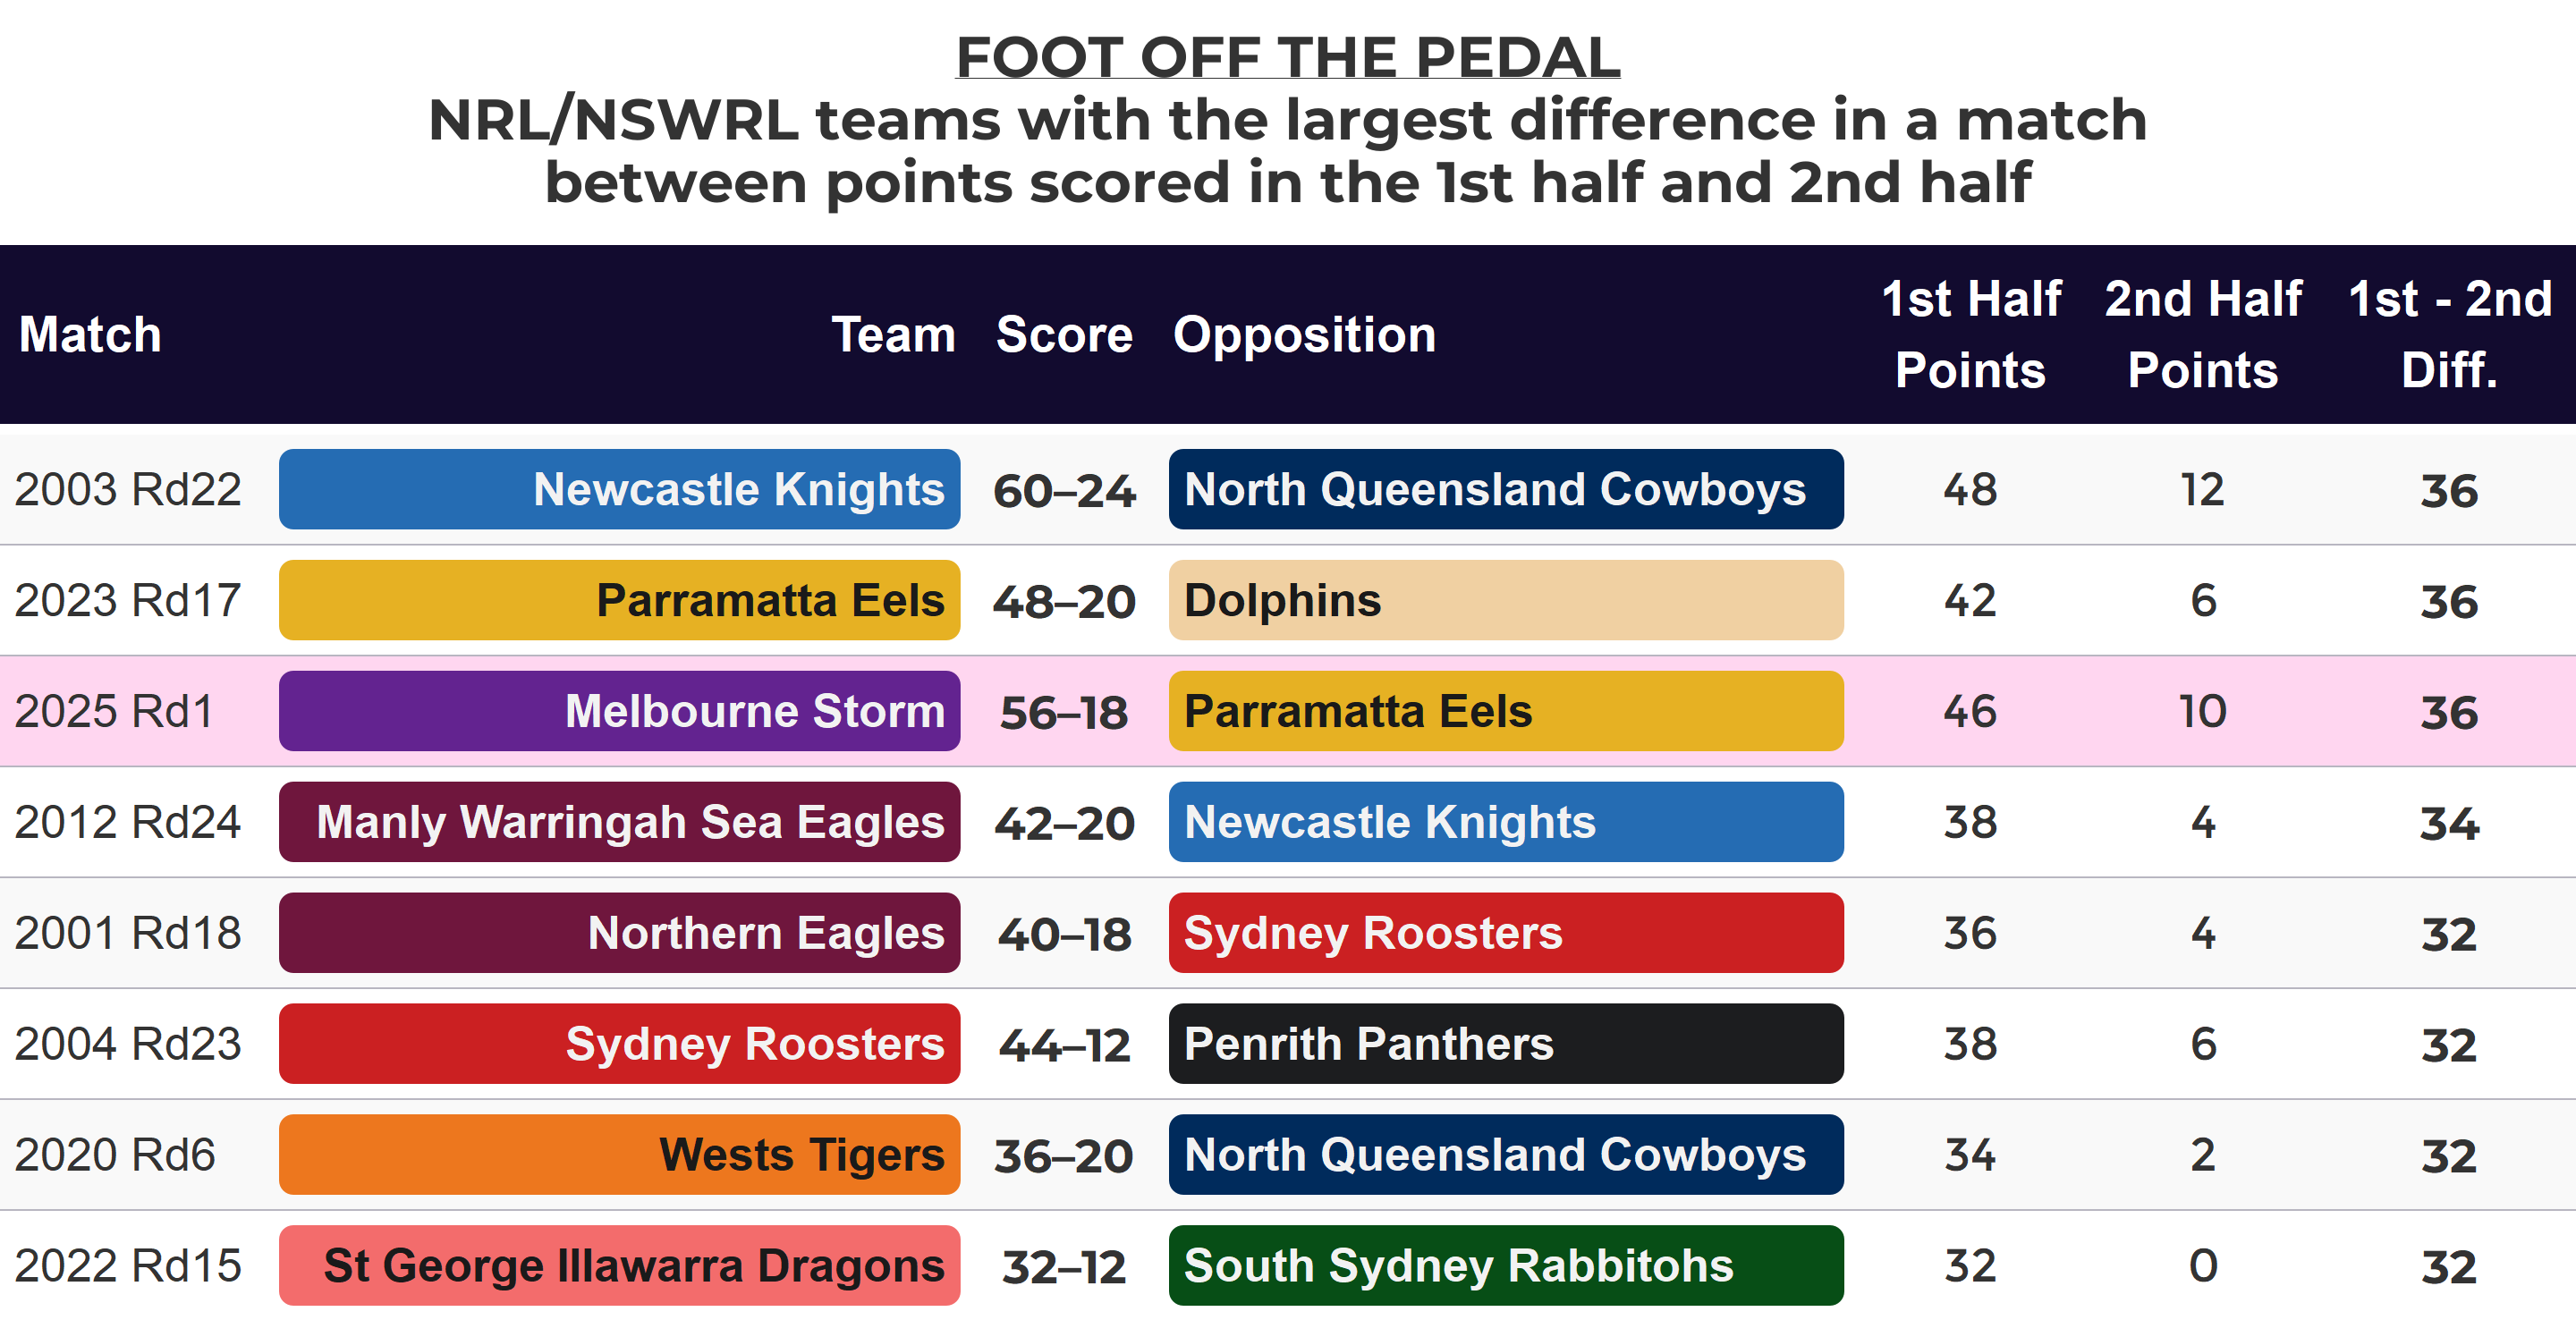 FOOT OFF THE PEDAL
NRL/NSWRL teams with the largest difference in a match
between points scored in the 1st half and 2nd half
Match Team Score Opposition 1st Half Points 2nd Half Points 1st - 2nd Diff.
2003 Rd22 Newcastle Knights 60–24 North Queensland Cowboys 48 12 36
2023 Rd17 Parramatta Eels 48–20 Dolphins 42 6 36
2025 Rd1 Melbourne Storm 56–18 Parramatta Eels 46 10 36
2012 Rd24 Manly Warringah Sea Eagles 42–20 Newcastle Knights 38 4 34
2001 Rd18 Northern Eagles 40–18 Sydney Roosters 36 4 32
2004 Rd23 Sydney Roosters 44–12 Penrith Panthers 38 6 32
2020 Rd6 Wests Tigers 36–20 North Queensland Cowboys 34 2 32
2022 Rd15 St George Illawarra Dragons 32–12 South Sydney Rabbitohs 32 0 32